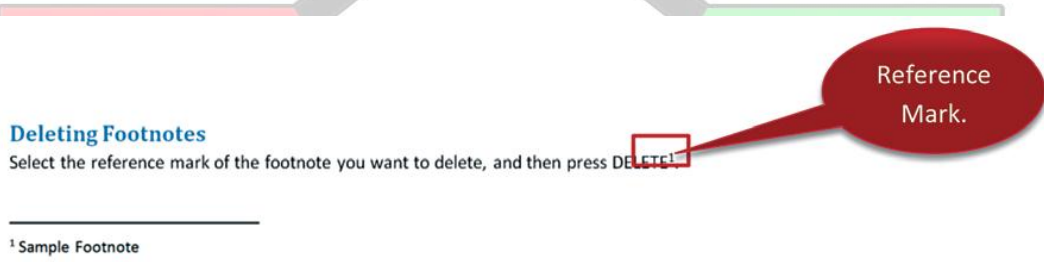 Reference
Mark.
Deleting Footnotes
Select the reference mark of the footnote you want to delete, and then press DELETE¹.
¹ Sample Footnote